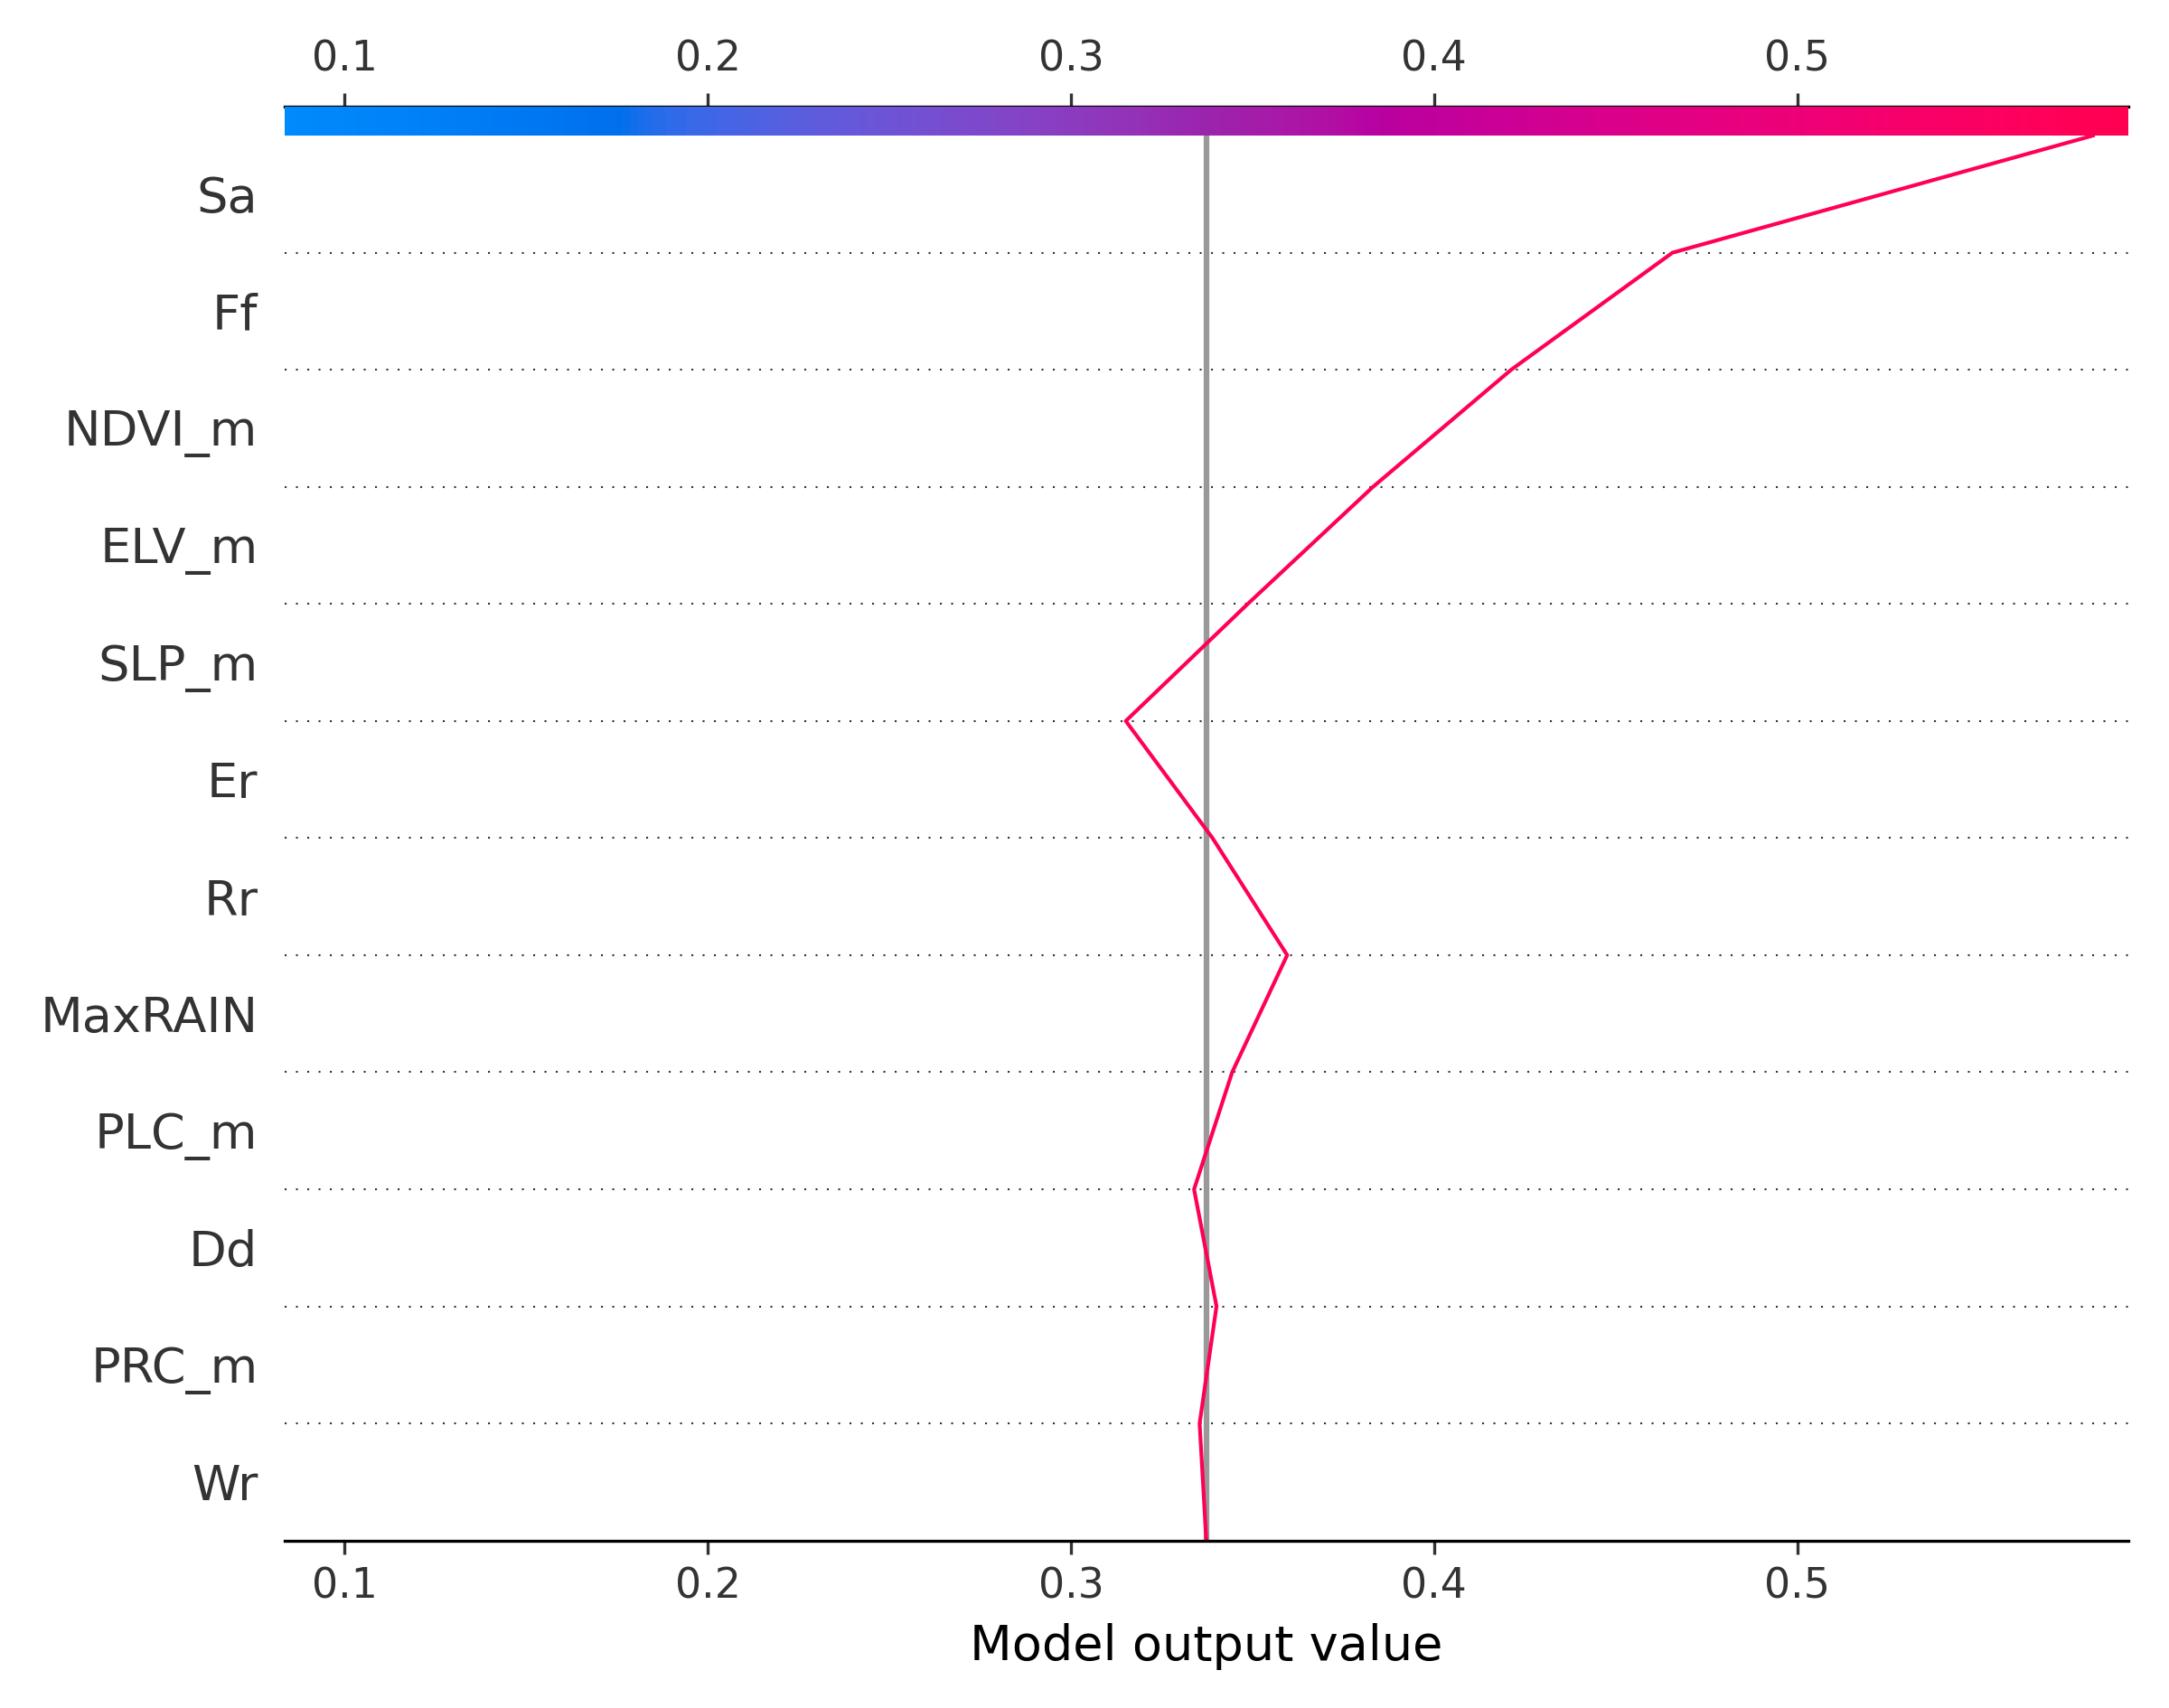 0.1 0.2 0.3 0.4 0.5
Sa
Ff
NDVI_m
ELV_m
SLP_m
Er
Rr
MaxRAIN
PLC_m
Dd
PRC_m
Wr
0.1 0.2 0.3 0.4 0.5
Model output value